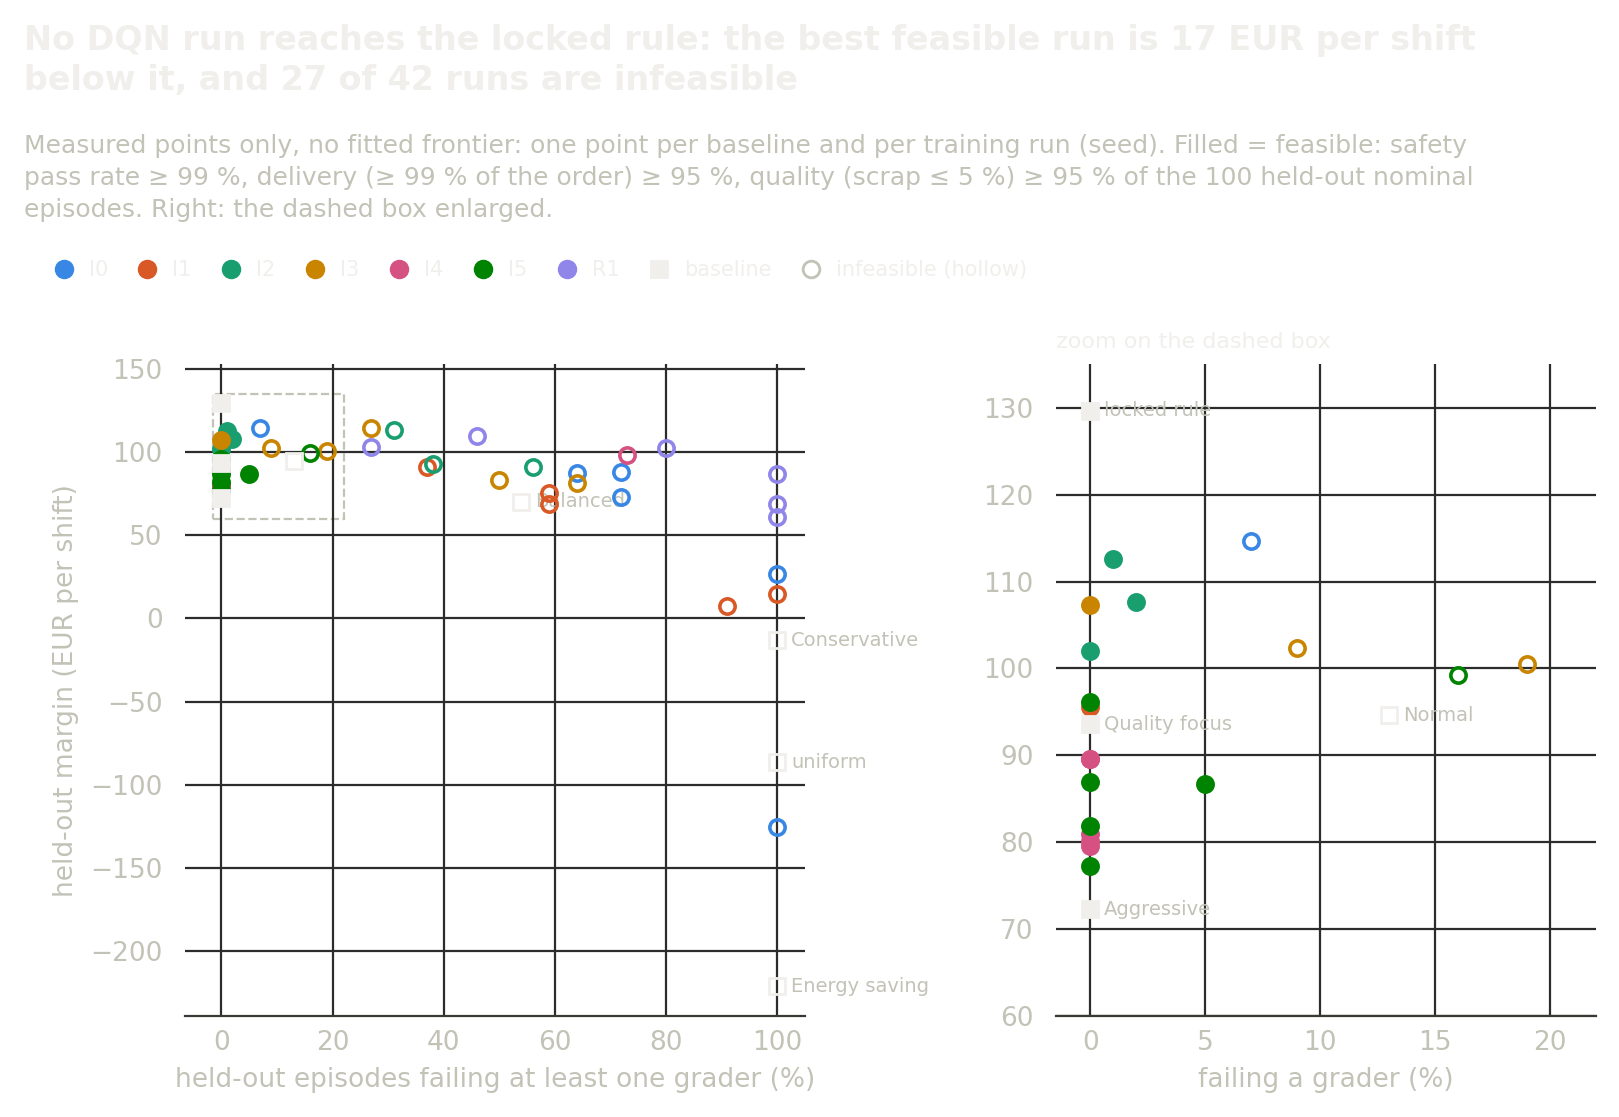 No DQN run reaches the locked rule: the best feasible run is 17 EUR per shift
below it, and 27 of 42 runs are infeasible
Measured points only, no fitted frontier: one point per baseline and per training run (seed). Filled = feasible: safety
pass rate ≥ 99 %, delivery (≥ 99 % of the order) ≥ 95 %, quality (scrap ≤ 5 %) ≥ 95 % of the 100 held-out nominal
episodes. Right: the dashed box enlarged.
I0 I1 I2 I3 I4 I5 R1 baseline infeasible (hollow)
held-out margin (EUR per shift)
150
100
50
0
−50
−100
−150
−200
Balanced
Conservative
uniform
Energy saving
0 20 40 60 80 100
held-out episodes failing at least one grader (%)
zoom on the dashed box
130
120
110
100
90
80
70
60
locked rule
Normal
Quality focus
Aggressive
0 5 10 15 20
failing a grader (%)